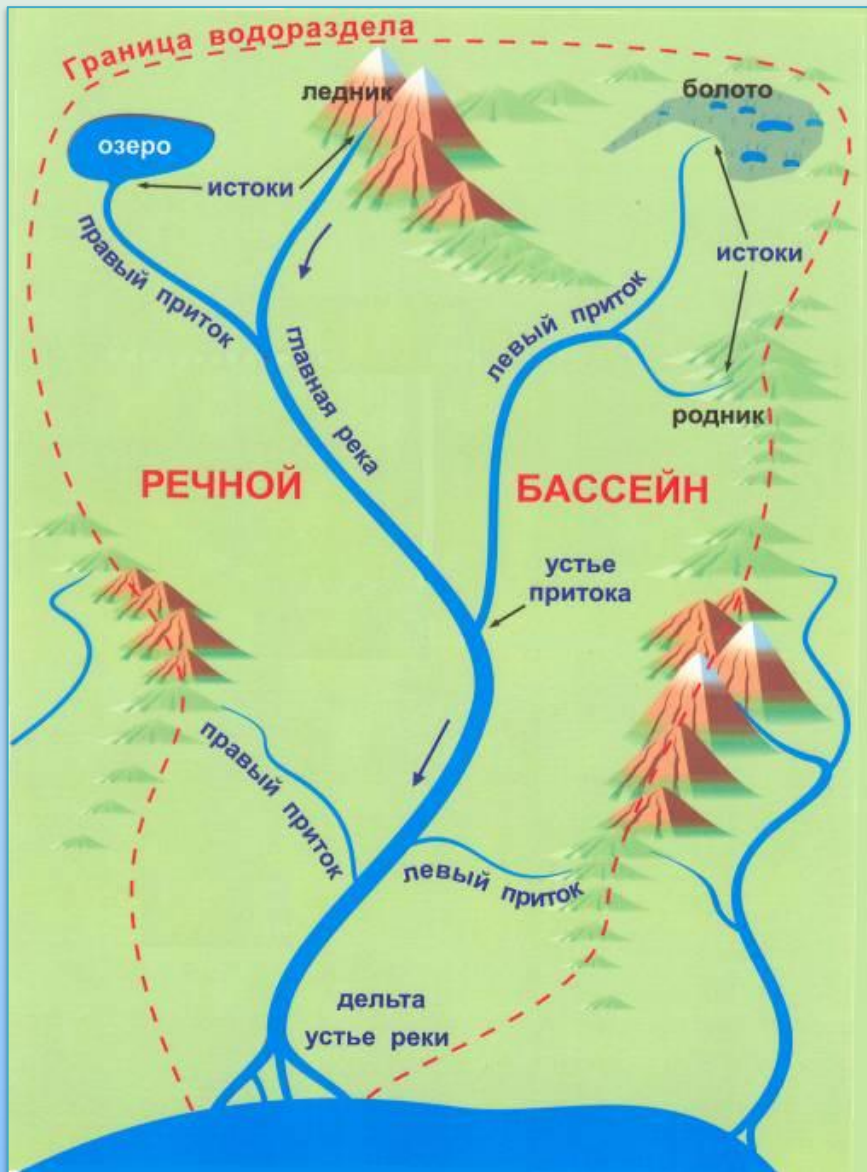 Граница водораздела
ледник
болото
озеро
истоки
правый приток
истоки
левый приток
главная река
родник
РЕЧНОЙ БАССЕЙН
устье
притока
правый приток
левый приток
дельта
устье реки